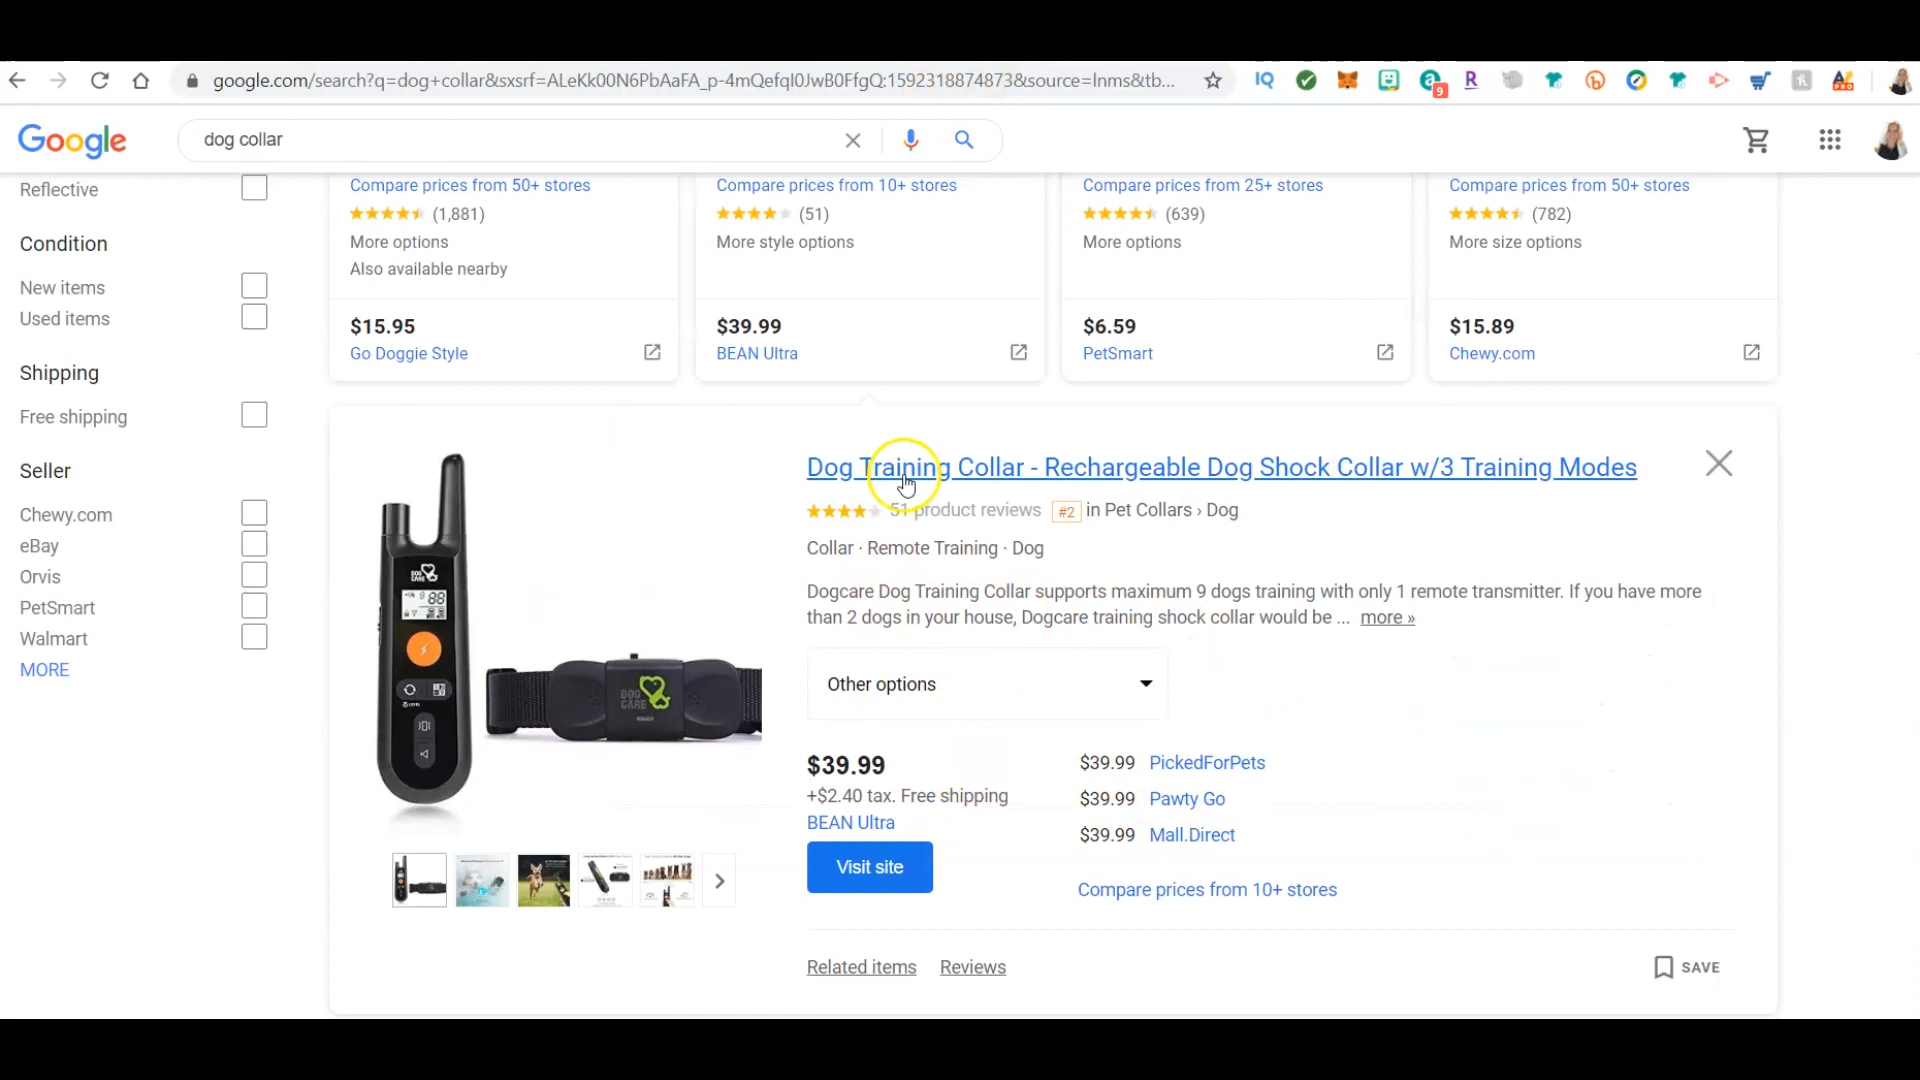 google.com/search?q=dog+collar&sxsrf=ALeKk00N6PbAaFA_p-4mQefqI0JwB0FfgQ:1592318874873&source=lnms&tb...
IQ
9
R
PRO
Google
dog collar
Reflective
Condition
New items
Used items
Shipping
Free shipping
Seller
Chewy.com
eBay
Orvis
PetSmart
Walmart
MORE
Compare prices from 50+ stores
(1,881)
More options
Also available nearby
$15.95
Go Doggie Style
Compare prices from 10+ stores
(51)
More style options
$39.99
BEAN Ultra
Compare prices from 25+ stores
(639)
More options
$6.59
PetSmart
Compare prices from 50+ stores
(782)
More size options
$15.89
Chewy.com
DOG CARE
88
DOG
CARE
Dog Training Collar - Rechargeable Dog Shock Collar w/3 Training Modes
51 product reviews #2 in Pet Collars › Dog
Collar · Remote Training · Dog
Dogcare Dog Training Collar supports maximum 9 dogs training with only 1 remote transmitter. If you have more
than 2 dogs in your house, Dogcare training shock collar would be ... more »
Other options
$39.99
+$2.40 tax. Free shipping
BEAN Ultra
Visit site
$39.99 PickedForPets
$39.99 Pawty Go
$39.99 Mall.Direct
Compare prices from 10+ stores
Related items Reviews
SAVE